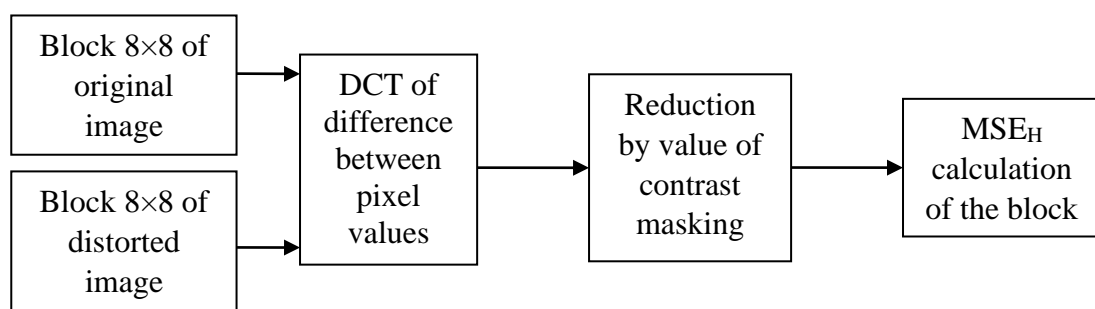 Block 8×8 of
original
image
Block 8×8 of
distorted
image
DCT of
difference
between
pixel
values
Reduction
by value of
contrast
masking
MSE_H
calculation
of the block